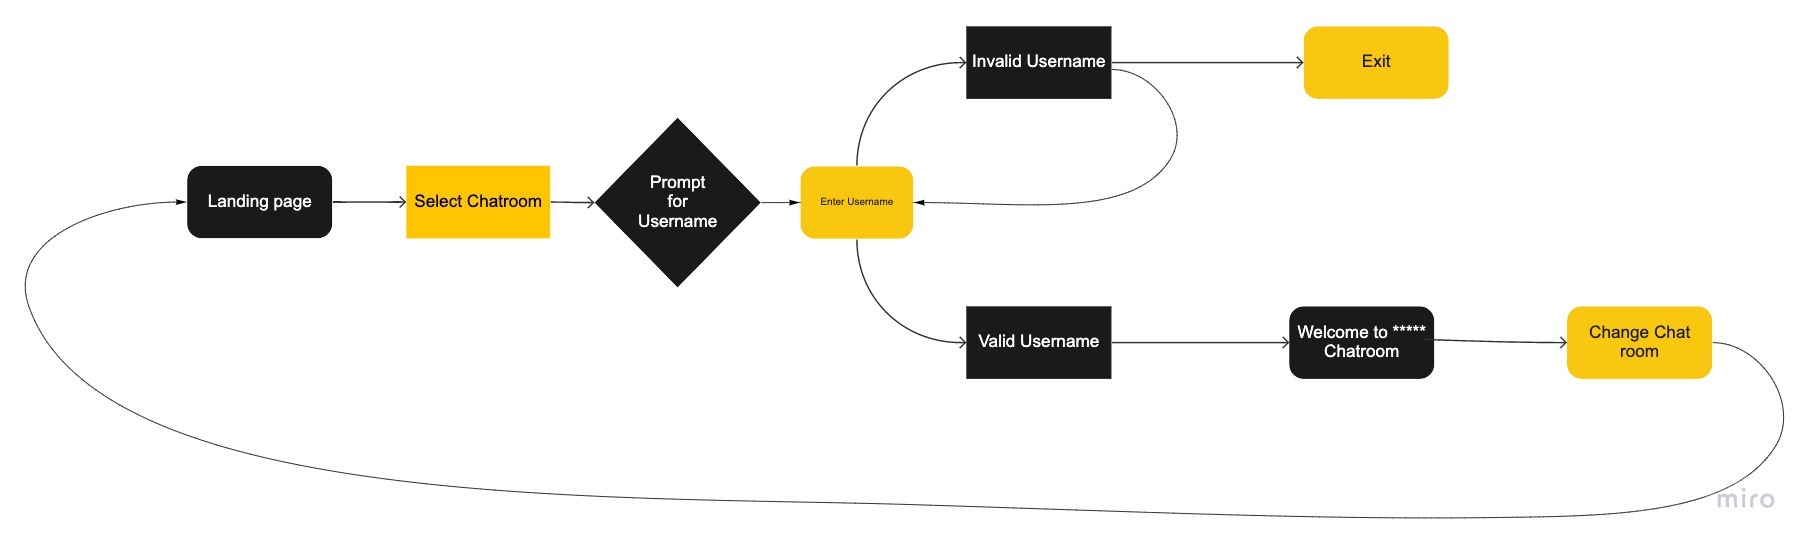 Invalid Username
Exit
Landing page
Select Chatroom
Prompt
for
Username
Enter Username
Valid Username
Welcome to *****
Chatroom
Change Chat
room
miro